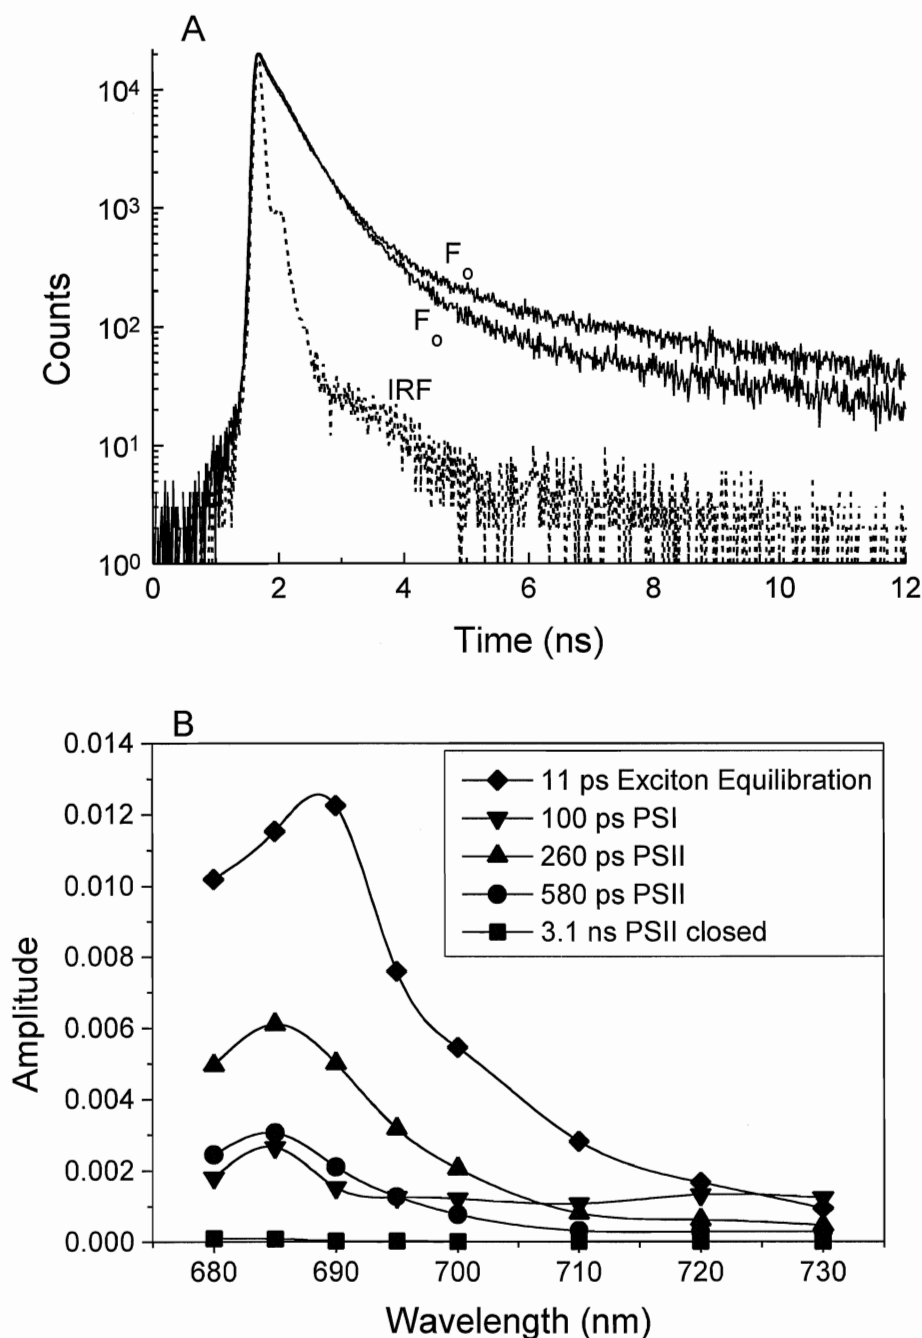 A
Counts
10⁴
10³
10²
10¹
10⁰
F₀
F₀
IRF
0 2 4 6 8 10 12
Time (ns)
B
Amplitude
0.014
0.012
0.010
0.008
0.006
0.004
0.002
0.000
11 ps Exciton Equilibration
100 ps PSI
260 ps PSII
580 ps PSII
3.1 ns PSII closed
680 690 700 710 720 730
Wavelength (nm)